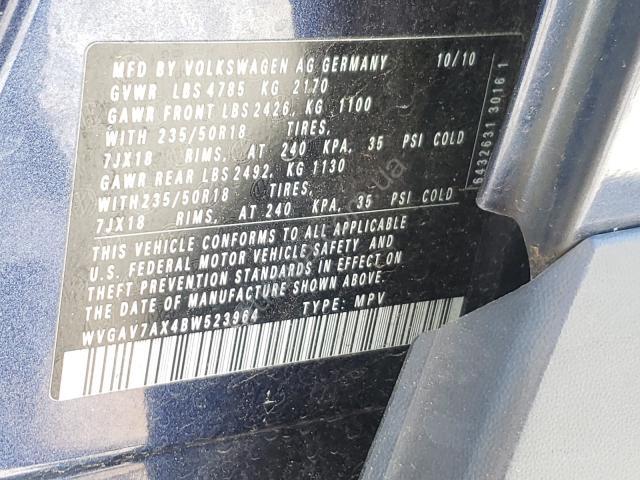 MFD BY VOLKSWAGEN AG GERMANY 10/10
GVWR LBS 4785 KG 2170
GAWR FRONT LBS 2426, KG 1100
WITH 235/50R18 TIRES,
7JX18 RIMS, AT 240 KPA, 35 PSI COLD
GAWR REAR LBS 2492, KG 1130
WITH235/50R18 TIRES,
7JX18 RIMS, AT 240 KPA, 35 PSI COLD
THIS VEHICLE CONFORMS TO ALL APPLICABLE
U.S. FEDERAL MOTOR VEHICLE SAFETY AND
THEFT PREVENTION STANDARDS IN EFFECT ON
THE DATE OF MANUFACTURE SHOWN ABOVE.
WVGAV7AX4BW523964 TYPE: MPV
6432631 3016 1